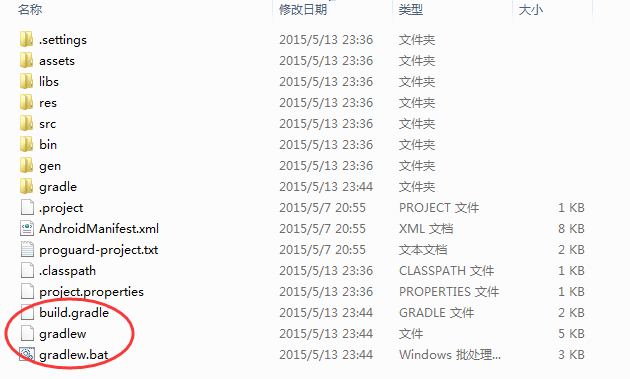 名称 修改日期 类型 大小
.settings 2015/5/13 23:36 文件夹
assets 2015/5/13 23:36 文件夹
libs 2015/5/13 23:36 文件夹
res 2015/5/13 23:36 文件夹
src 2015/5/13 23:36 文件夹
bin 2015/5/13 23:36 文件夹
gen 2015/5/13 23:36 文件夹
gradle 2015/5/13 23:44 文件夹
.project 2015/5/7 20:55 PROJECT 文件 1 KB
AndroidManifest.xml 2015/5/7 20:55 XML 文档 8 KB
proguard-project.txt 2015/5/7 20:55 文本文档 2 KB
.classpath 2015/5/13 23:36 CLASSPATH 文件 1 KB
project.properties 2015/5/13 23:36 PROPERTIES 文件 1 KB
build.gradle 2015/5/13 23:44 GRADLE 文件 2 KB
gradlew 2015/5/13 23:44 文件 5 KB
gradlew.bat 2015/5/13 23:44 Windows 批处理... 3 KB